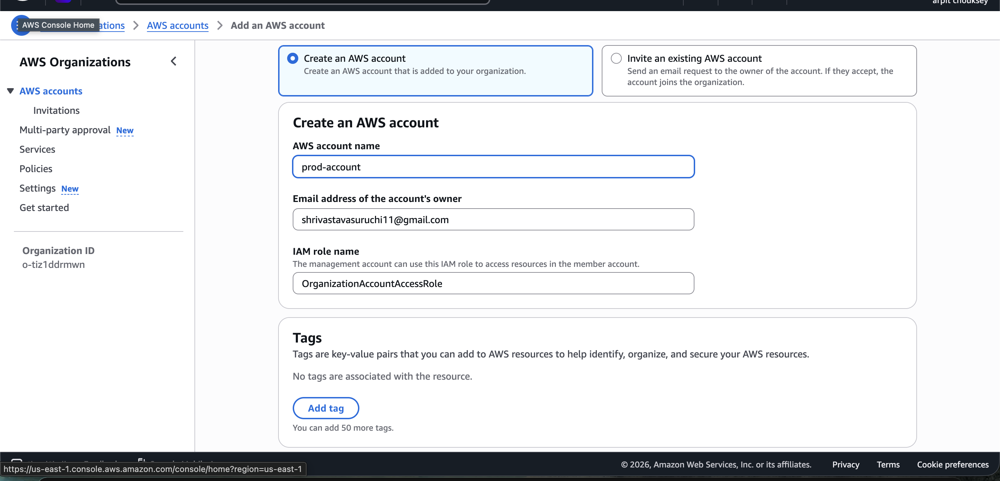 arpit chouksey
AWS Console Home
ations
AWS accounts
Add an AWS account
AWS Organizations
AWS accounts
Invitations
Multi-party approval New
Services
Policies
Settings New
Get started
Organization ID
o-tiz1ddrmwn
Create an AWS account
Create an AWS account that is added to your organization.
Invite an existing AWS account
Send an email request to the owner of the account. If they accept, the
account joins the organization.
Create an AWS account
AWS account name
prod-account
Email address of the account's owner
shrivastavasuruchi11@gmail.com
IAM role name
The management account can use this IAM role to access resources in the member account.
OrganizationAccountAccessRole
Tags
Tags are key-value pairs that you can add to AWS resources to help identify, organize, and secure your AWS resources.
No tags are associated with the resource.
Add tag
You can add 50 more tags.
https://us-east-1.console.aws.amazon.com/console/home?region=us-east-1
© 2026, Amazon Web Services, Inc. or its affiliates. Privacy Terms Cookie preferences